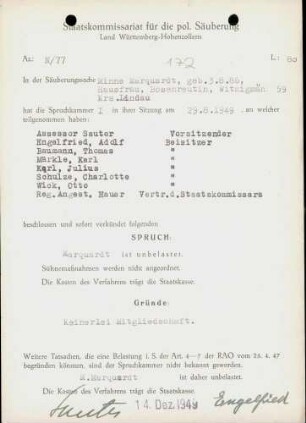 Staatskommissariat für die pol. Säuberung
Land Württemberg-Hohenzollern
Az: 8/77
172
L: 80
In der Säuberungssache Minna Marquardt, geb.3.8.86,
Hausfrau, Hosenreutin, Witzigmän. 59
Krs.Lindau
hat die Spruchkammer I in ihrer Sitzung am 29.8.1949 an welcher
teilgenommen haben:
Assessor Sauter Vorsitzender
Engelfried, Adolf Beisitzer
Baumann, Thomas "
Märkle, Karl "
Karl, Julius "
Schulze, Charlotte "
Wick, Otto "
Reg.Angest. Hauer Vertr.d.Staatskommissars
beschlossen und sofort verkündet folgenden
SPRUCH:
Marquardt ist unbelastet.
Sühnemaßnahmen werden nicht angeordnet.
Die Kosten des Verfahrens trägt die Staatskasse.
Gründe:
Keinerlei Mitgliedschaft.
Weitere Tatsachen, die eine Belastung i. S. der Art. 4-7 der RAO vom 25. 4. 47
begründen können, sind der Spruchkammer nicht bekannt geworden.
M.Marquardt ist daher unbelastet.
Die Kosten des Verfahrens trägt die Staatskasse.
Sauter 14. Dez. 1949 Engelfried